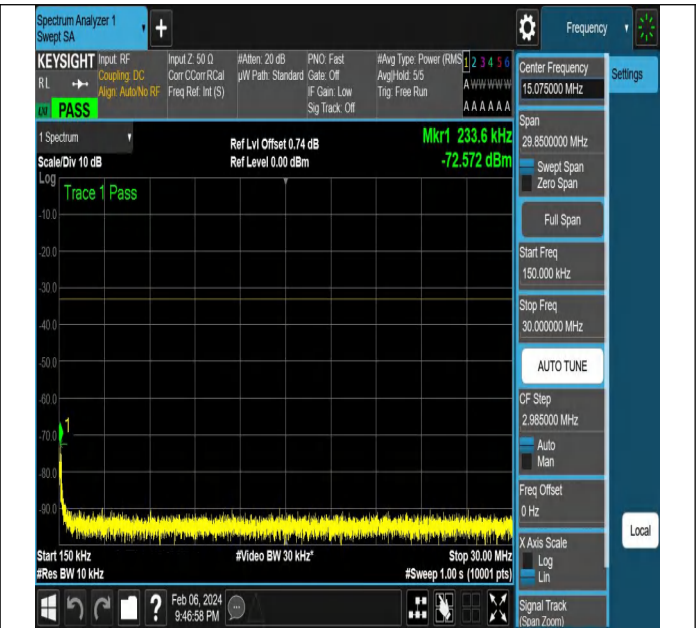 Spectrum Analyzer 1
Swept SA
Frequency
KEYSIGHT
RL
PASS
Input: RF
Coupling: DC
Align: Auto/No RF
Input Z: 50 Ω
Corr CCorr RCal
Freq Ref: Int (S)
#Atten: 20 dB
µW Path: Standard
PNO: Fast
Gate: Off
IF Gain: Low
Sig Track: Off
#Avg Type: Power (RMS
Avg|Hold: 5/5
Trig: Free Run
1 2 3 4 5 6
A W W W W W
A A A A A A
1 Spectrum
Scale/Div 10 dB
Ref Lvl Offset 0.74 dB
Ref Level 0.00 dBm
Mkr1 233.6 kHz
-72.572 dBm
Log
Trace 1 Pass
-10.0
-20.0
-30.0
-40.0
-50.0
-60.0
-70.0
-80.0
-90.0
1
Start 150 kHz
#Res BW 10 kHz
#Video BW 30 kHz*
Stop 30.00 MHz
#Sweep 1.00 s (10001 pts)
Feb 06, 2024
9:46:58 PM
?
Center Frequency
15.075000 MHz
Settings
Span
29.8500000 MHz
Swept Span
Zero Span
Full Span
Start Freq
150.000 kHz
Stop Freq
30.000000 MHz
AUTO TUNE
CF Step
2.985000 MHz
Auto
Man
Freq Offset
0 Hz
X Axis Scale
Log
Lin
Local
Signal Track
(Span Zoom)